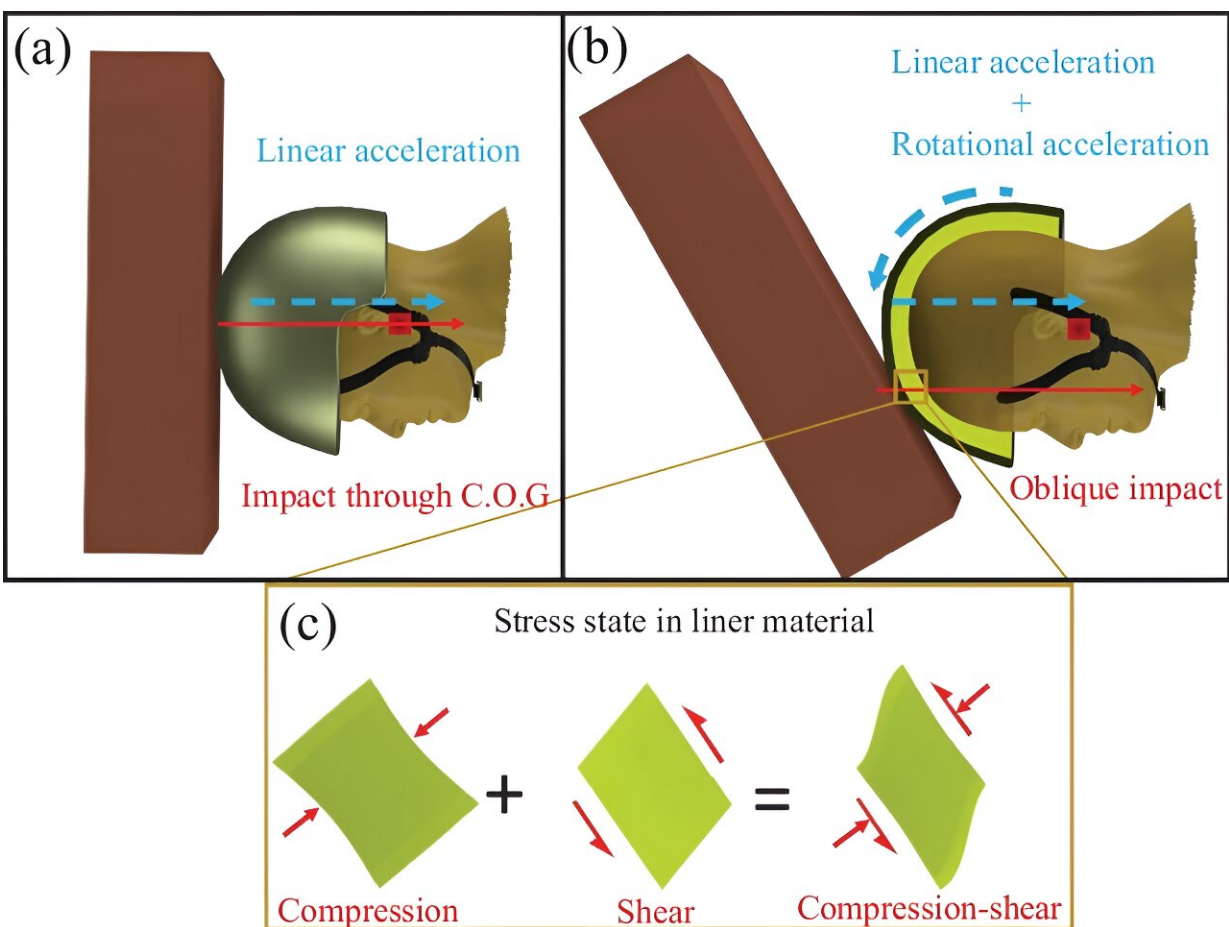 (a)
Linear acceleration
Impact through C.O.G
(b)
Linear acceleration
+
Rotational acceleration
Oblique impact
(c)
Stress state in liner material
+
=
Compression
Shear
Compression-shear